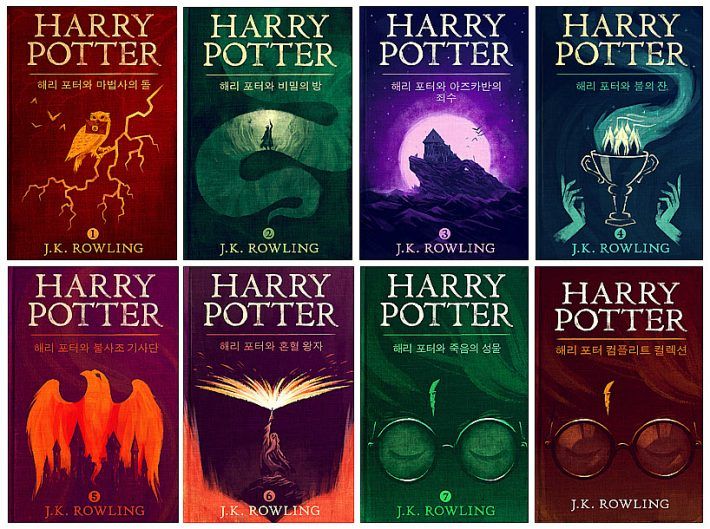 HARRY
POTTER
해리 포터와 마법사의 돌
1
J.K. ROWLING
HARRY
POTTER
해리 포터와 비밀의 방
2
J.K. ROWLING
HARRY
POTTER
해리 포터와 아즈카반의
죄수
3
J.K. ROWLING
HARRY
POTTER
해리 포터와 불의 잔
4
J.K. ROWLING
HARRY
POTTER
해리 포터와 불사조 기사단
5
J.K. ROWLING
HARRY
POTTER
해리 포터와 혼혈 왕자
6
J.K. ROWLING
HARRY
POTTER
해리 포터와 죽음의 성물
7
J.K. ROWLING
HARRY
POTTER
해리 포터 컴플리트 컬렉션
J.K. ROWLING